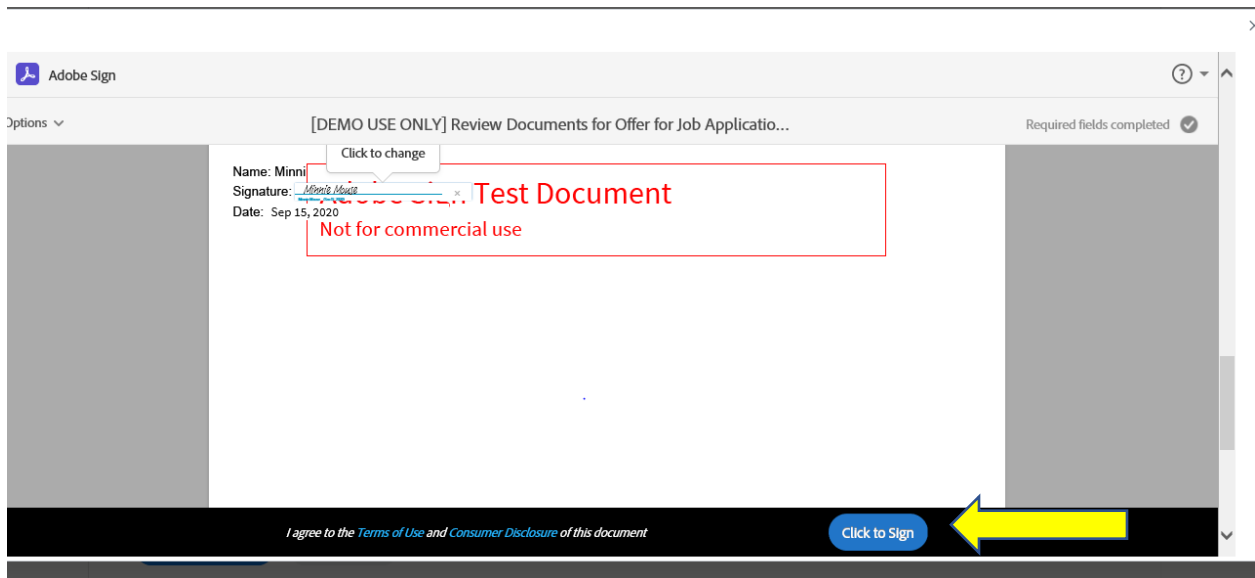 Adobe Sign
Options
[DEMO USE ONLY] Review Documents for Offer for Job Applicatio...
Required fields completed
Click to change
Name: Minni
Signature: Minnie Mouse
Test Document
Date: Sep 15, 2020
Not for commercial use
I agree to the Terms of Use and Consumer Disclosure of this document
Click to Sign